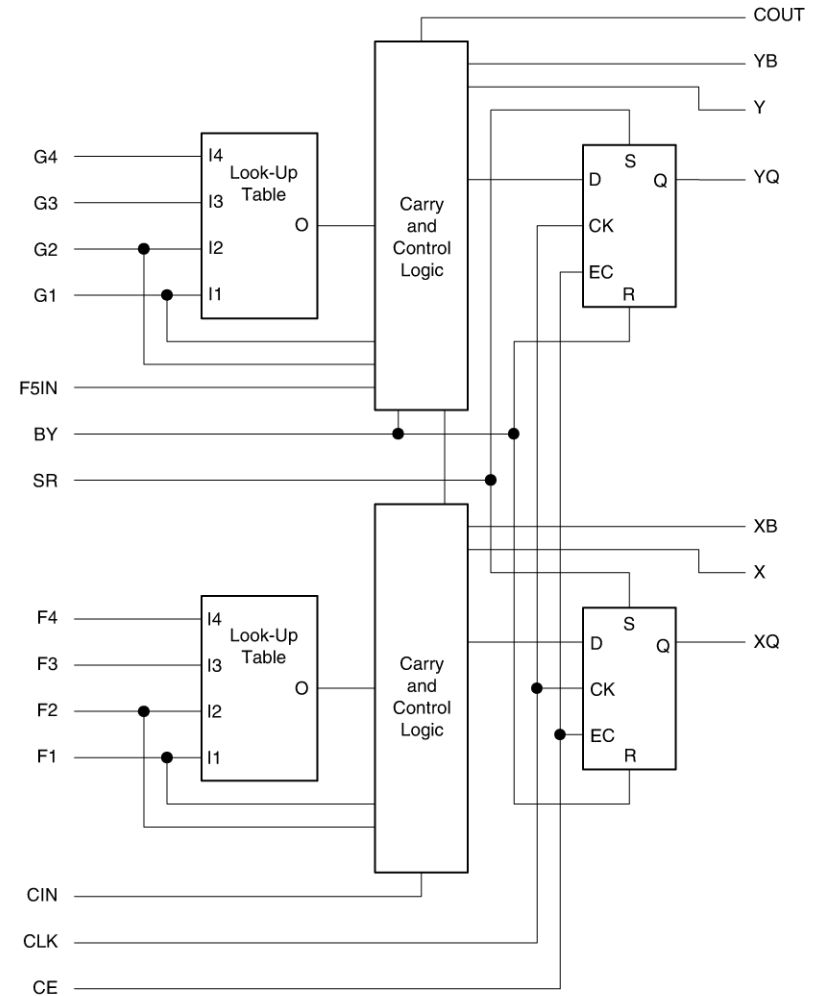 COUT
YB
Y
S
G4
I4
Look-Up
Table
D
Q
YQ
G3
I3
Carry
and
Control
Logic
O
CK
G2
I2
EC
G1
I1
R
F5IN
BY
SR
XB
X
F4
I4
Look-Up
Table
S
D
Q
XQ
F3
I3
Carry
and
Control
Logic
O
CK
F2
I2
EC
F1
I1
R
CIN
CLK
CE